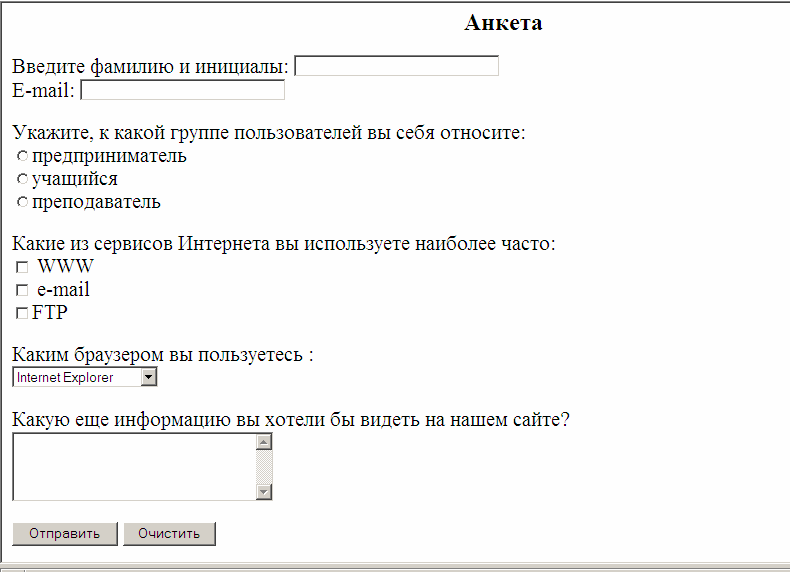 Анкета
Введите фамилию и инициалы:
E-mail:
Укажите, к какой группе пользователей вы себя относите:
предприниматель
учащийся
преподаватель
Какие из сервисов Интернета вы используете наиболее часто:
WWW
e-mail
FTP
Каким браузером вы пользуетесь :
Internet Explorer
Какую еще информацию вы хотели бы видеть на нашем сайте?
Отправить Очистить